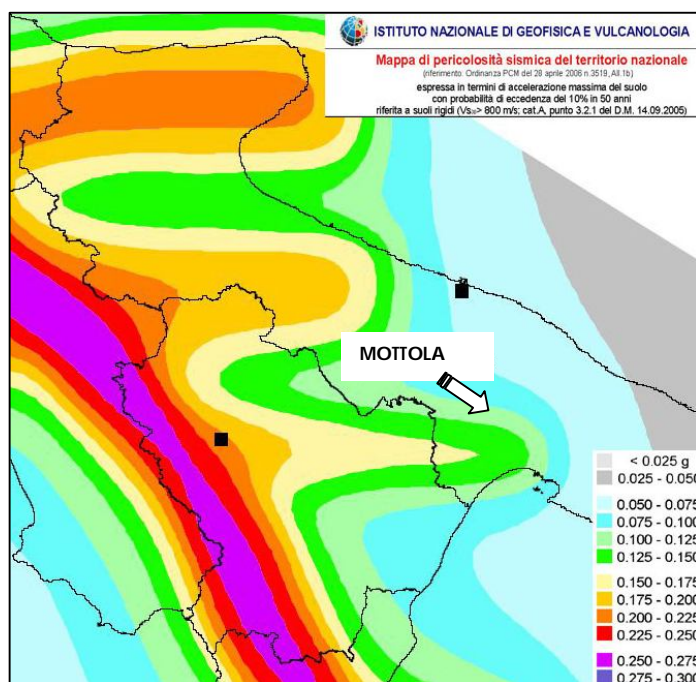 ISTITUTO NAZIONALE DI GEOFISICA E VULCANOLOGIA
Mappa di pericolosità sismica del territorio nazionale
(riferimento: Ordinanza PCM del 28 aprile 2006 n.3519, All.1b)
espressa in termini di accelerazione massima del suolo
con probabilità di eccedenza del 10% in 50 anni
riferita a suoli rigidi (Vs₃₀> 800 m/s; cat.A, punto 3.2.1 del D.M. 14.09.2005)
MOTTOLA
< 0.025 g
0.025 - 0.050
0.050 - 0.075
0.075 - 0.100
0.100 - 0.125
0.125 - 0.150
0.150 - 0.175
0.175 - 0.200
0.200 - 0.225
0.225 - 0.250
0.250 - 0.275
0.275 - 0.300